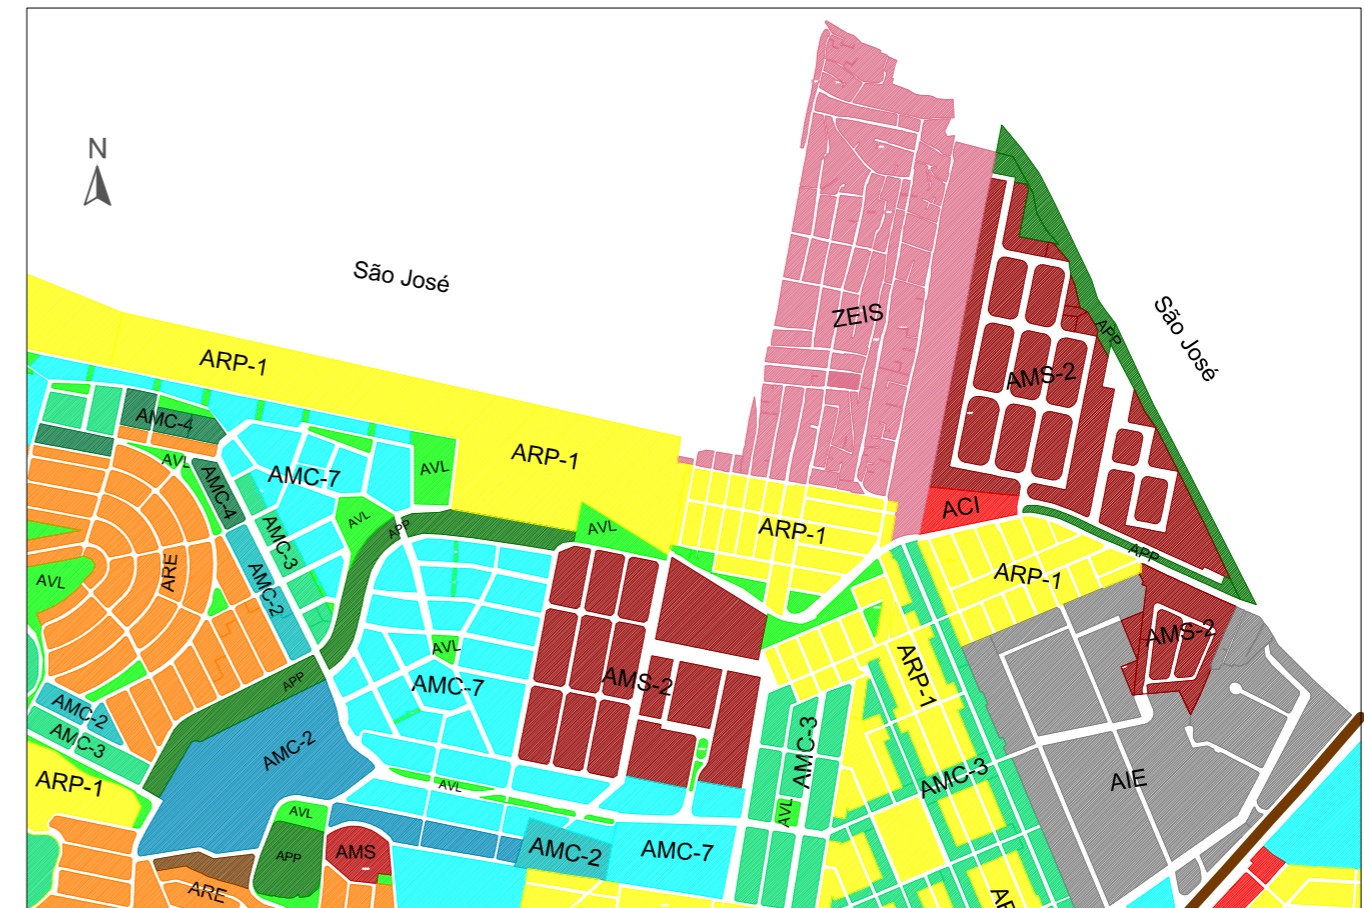 N
São José
São José
ZEIS
APP
ARP-1
AMS-2
AMC-4
ARP-1
AVL
AVL
AMC-7
AMC-4
ACI
AVL
APP
AVL
ARP-1
AMC-3
APP
ARE
ARP-1
AVL
AMC-2
AMS-2
AVL
ARP-1
APP
AMC-7
AMS-2
AMC-2
AMC-3
AMC-2
AMC-3
ARP-1
AVL
AMC-3
AIE
AVL
AVL
APP
AMS
AMC-2
AMC-7
ARE